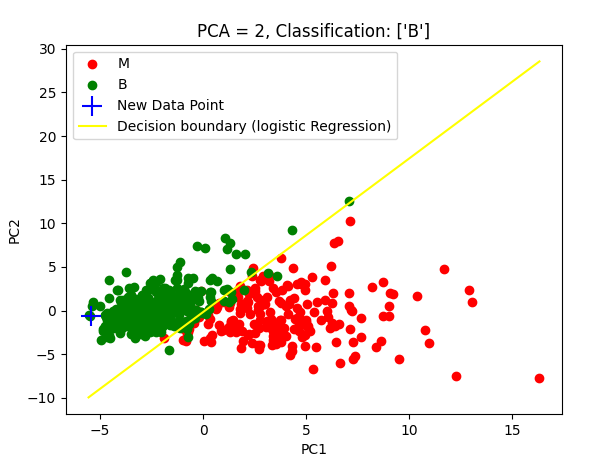 PCA = 2, Classification: ['B']
M
B
New Data Point
Decision boundary (logistic Regression)
30
25
20
15
10
5
0
−5
−10
PC2
−5
0
5
10
15
PC1